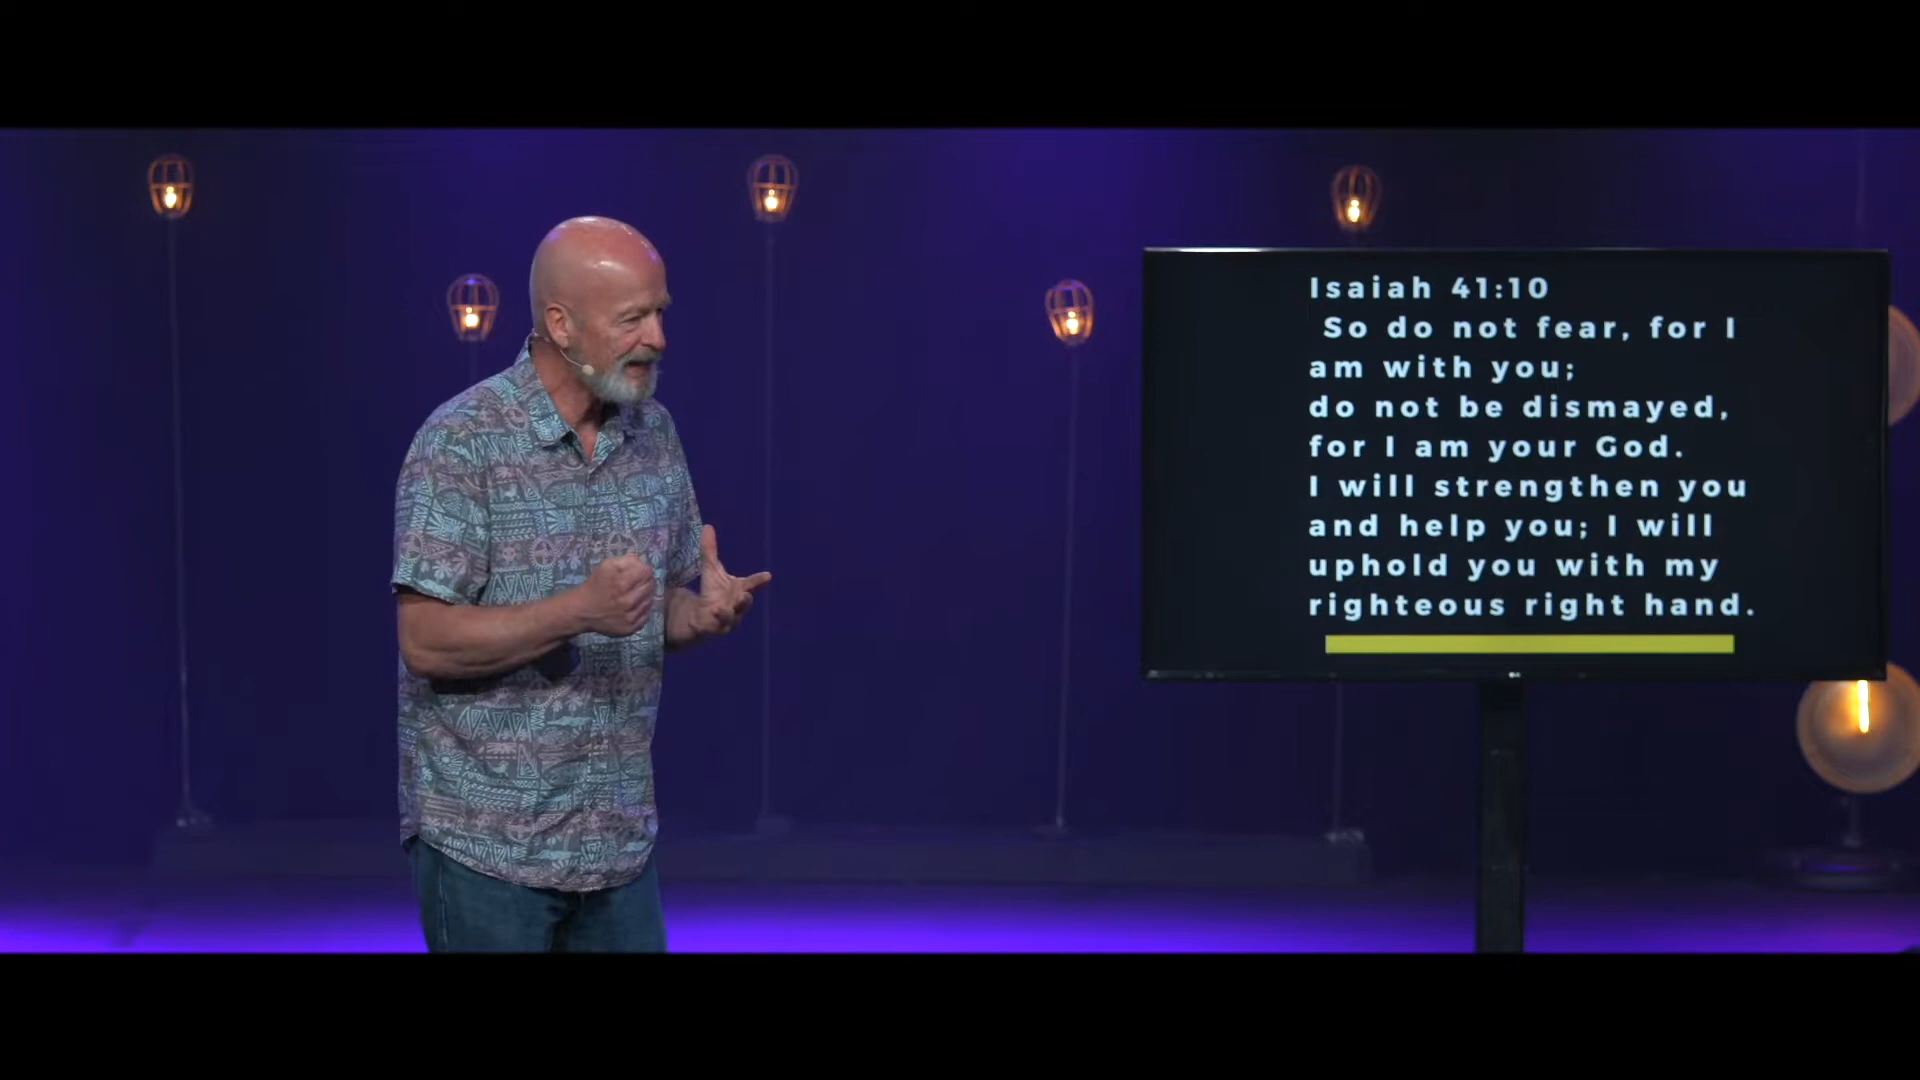 Isaiah 41:10
So do not fear, for I
am with you;
do not be dismayed,
for I am your God.
I will strengthen you
and help you; I will
uphold you with my
righteous right hand.